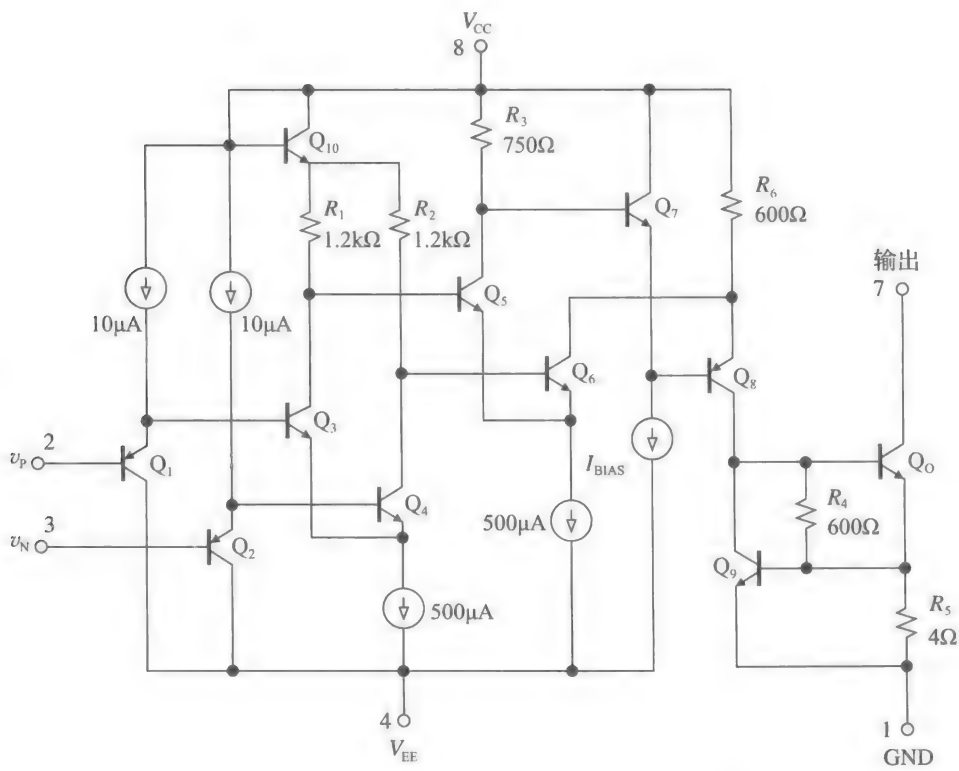 V_CC
8
Q_10
R_3
750Ω
R_1
1.2kΩ
R_2
1.2kΩ
Q_7
R_6
600Ω
输出
7
10μA
10μA
Q_5
Q_6
Q_8
2
v_P
Q_1
Q_3
I_BIAS
Q_O
3
v_N
Q_2
Q_4
500μA
R_4
600Ω
Q_9
500μA
R_5
4Ω
4
V_EE
1
GND